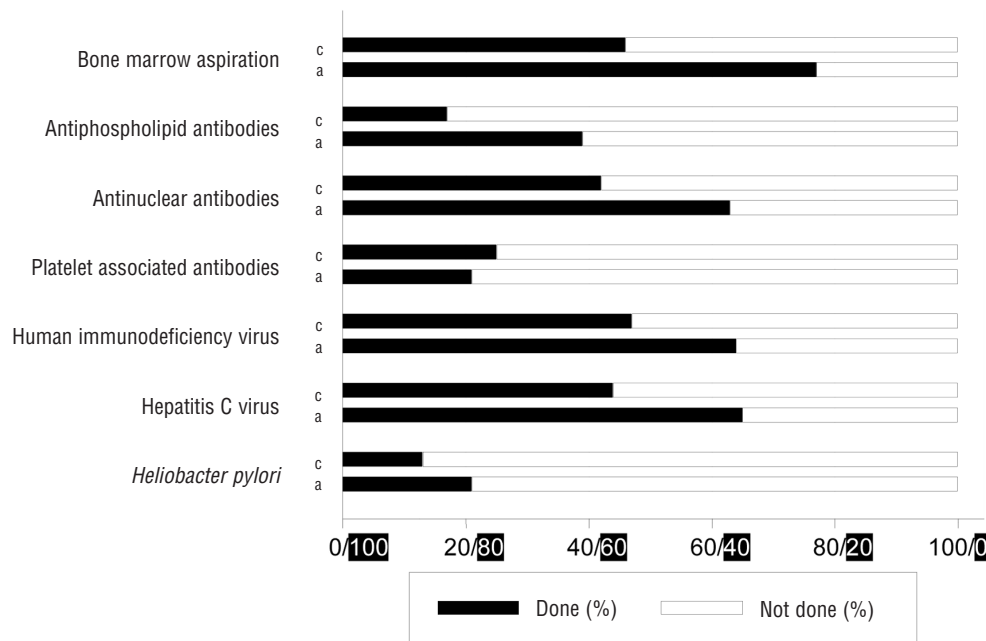 Bone marrow aspiration
c
a
Antiphospholipid antibodies
c
a
Antinuclear antibodies
c
a
Platelet associated antibodies
c
a
Human immunodeficiency virus
c
a
Hepatitis C virus
c
a
Heliobacter pylori
c
a
0/100 20/80 40/60 60/40 80/20 100/0
Done (%) Not done (%)